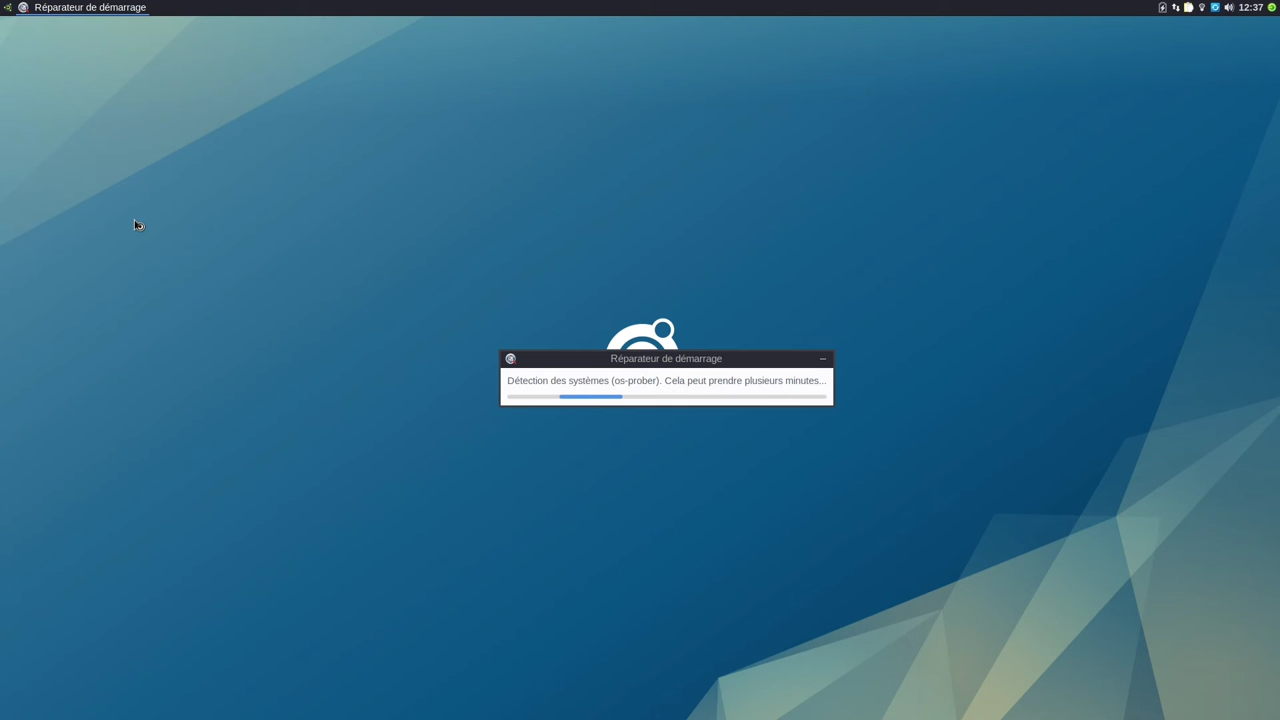 Réparateur de démarrage
12:37
Réparateur de démarrage
Détection des systèmes (os-prober). Cela peut prendre plusieurs minutes...